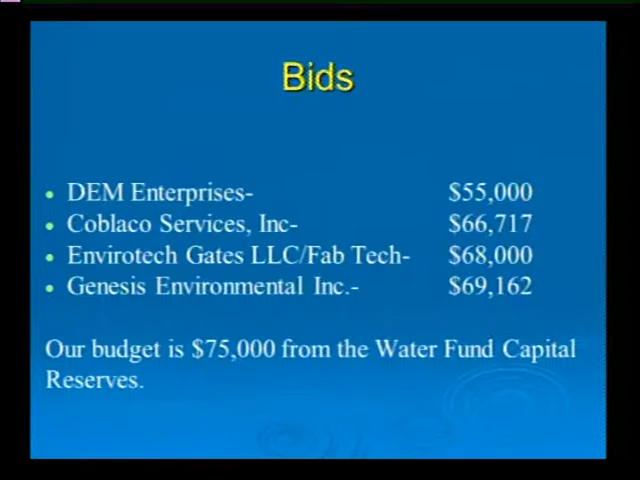 Bids
• DEM Enterprises- $55,000
• Coblaco Services, Inc- $66,717
• Envirotech Gates LLC/Fab Tech- $68,000
• Genesis Environmental Inc.- $69,162
Our budget is $75,000 from the Water Fund Capital
Reserves.